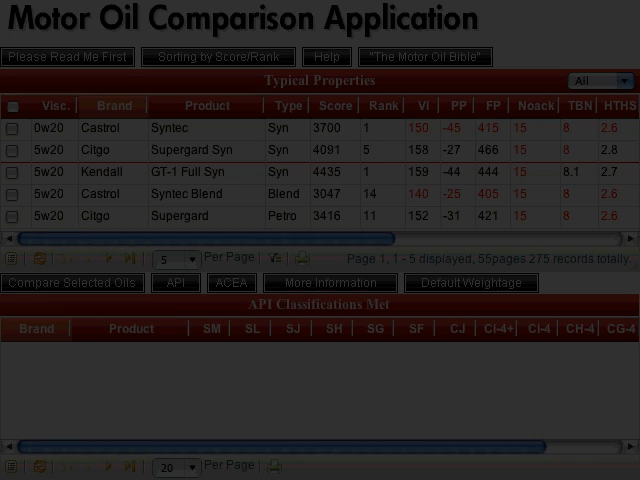 Motor Oil Comparison Application
Please Read Me First Sorting by Score/Rank Help "The Motor Oil Bible"
Typical Properties All
Visc. Brand Product Type Score Rank VI PP FP Noack TBN HTHS
0w20 Castrol Syntec Syn 3700 1 150 -45 415 15 8 2.6
5w20 Citgo Supergard Syn Syn 4091 5 158 -27 466 15 8 2.8
5w20 Kendall GT-1 Full Syn Syn 4435 1 159 -44 444 15 8.1 2.7
5w20 Castrol Syntec Blend Blend 3047 14 140 -25 405 15 8 2.6
5w20 Citgo Supergard Petro 3416 11 152 -31 421 15 8 2.6
5 Per Page Page 1, 1 - 5 displayed, 55pages 275 records totally.
Compare Selected Oils API ACEA More Information Default Weightage
API Classifications Met
Brand Product SM SL SJ SH SG SF CJ CI-4+ CI-4 CH-4 CG-4
20 Per Page